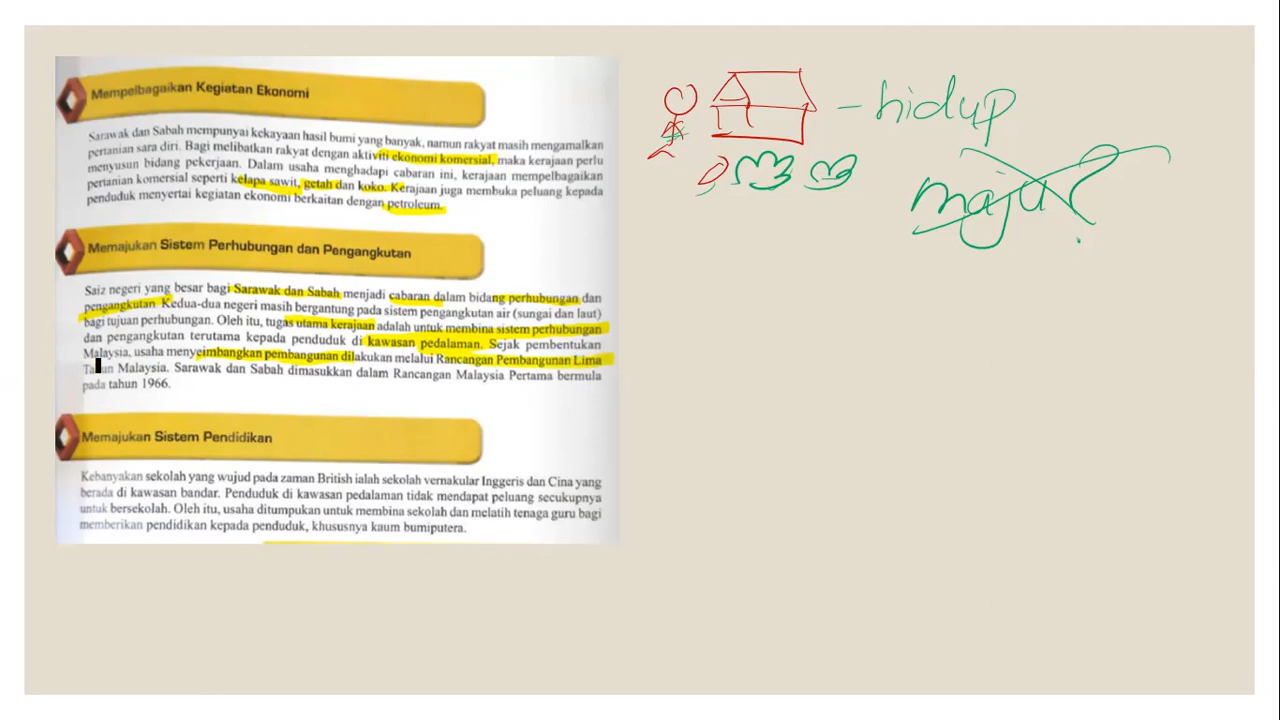 Mempelbagaikan Kegiatan Ekonomi
Sarawak dan Sabah mempunyai kekayaan hasil bumi yang banyak, namun rakyat masih mengamalkan
pertanian sara diri. Bagi melibatkan rakyat dengan aktiviti ekonomi komersial, maka kerajaan perlu
menyusun bidang pekerjaan. Dalam usaha menghadapi cabaran ini, kerajaan mempelbagaikan
pertanian komersial seperti kelapa sawit, getah dan koko. Kerajaan juga membuka peluang kepada
penduduk menyertai kegiatan ekonomi berkaitan dengan petroleum.
Memajukan Sistem Perhubungan dan Pengangkutan
Saiz negeri yang besar bagi Sarawak dan Sabah menjadi cabaran dalam bidang perhubungan dan
pengangkutan. Kedua-dua negeri masih bergantung pada sistem pengangkutan air (sungai dan laut)
bagi tujuan perhubungan. Oleh itu, tugas utama kerajaan adalah untuk membina sistem perhubungan
dan pengangkutan terutama kepada penduduk di kawasan pedalaman. Sejak pembentukan
Malaysia, usaha menyeimbangkan pembangunan dilakukan melalui Rancangan Pembangunan Lima
Tahun Malaysia. Sarawak dan Sabah dimasukkan dalam Rancangan Malaysia Pertama bermula
pada tahun 1966.
Memajukan Sistem Pendidikan
Kebanyakan sekolah yang wujud pada zaman British ialah sekolah vernakular Inggeris dan Cina yang
berada di kawasan bandar. Penduduk di kawasan pedalaman tidak mendapat peluang secukupnya
untuk bersekolah. Oleh itu, usaha ditumpukan untuk membina sekolah dan melatih tenaga guru bagi
memberikan pendidikan kepada penduduk, khususnya kaum bumiputera.
- hidup
maju?